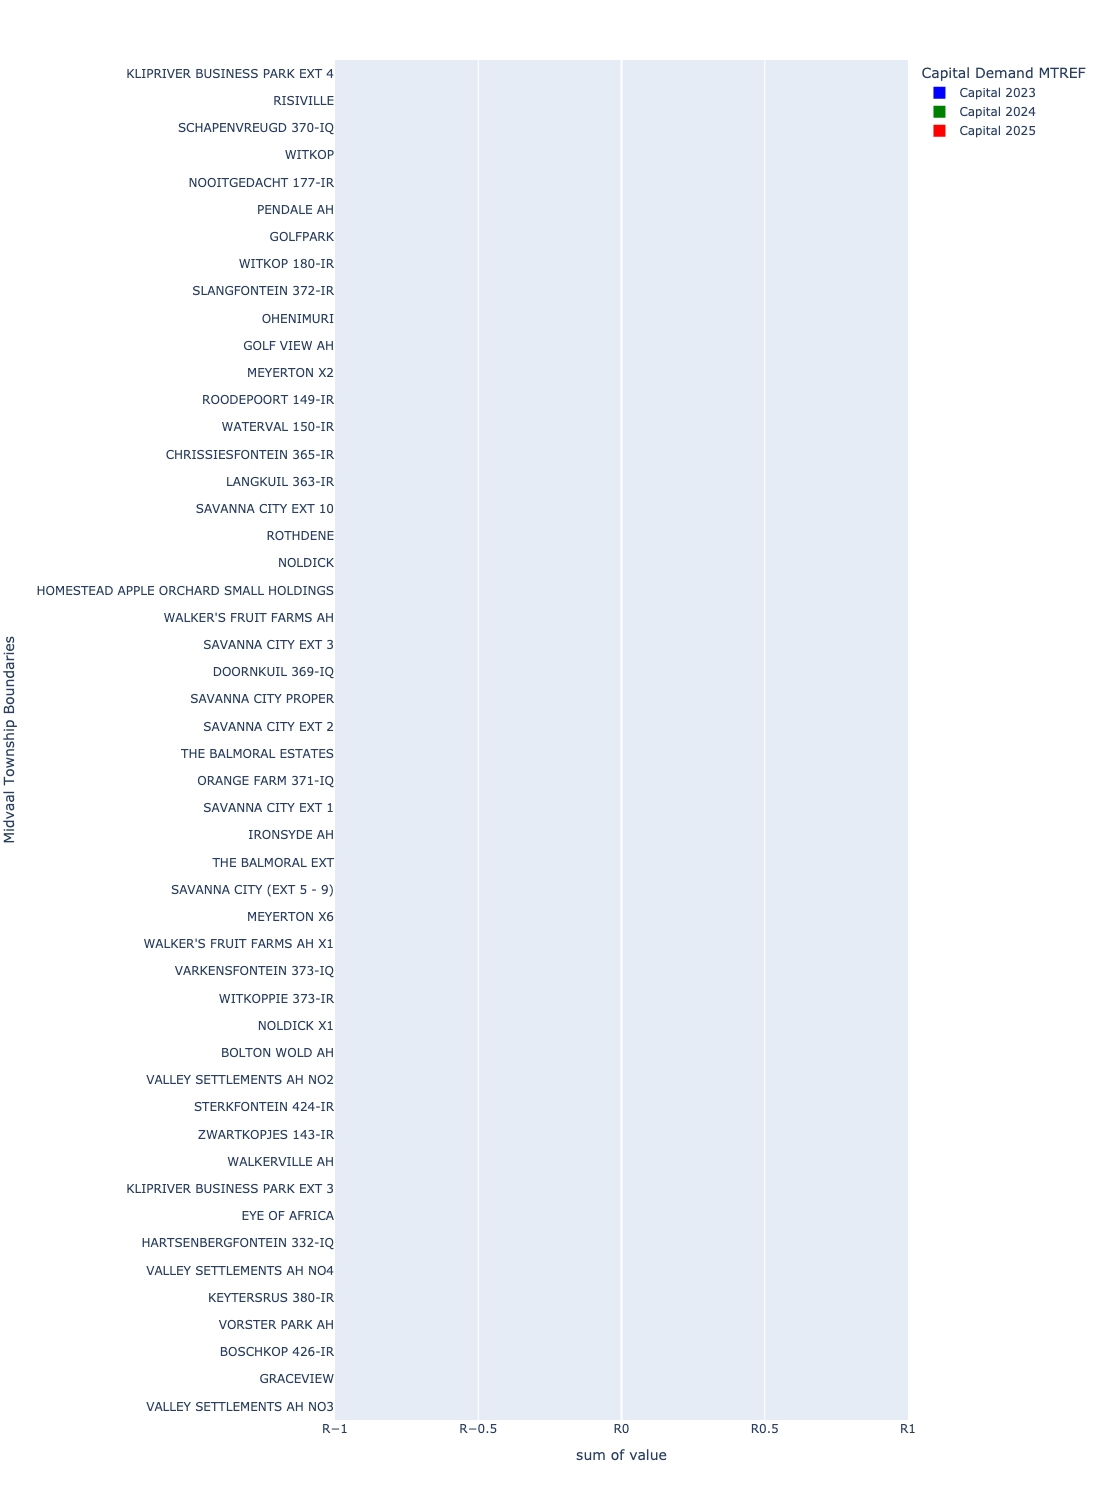 KLIPRIVER BUSINESS PARK EXT 4
RISIVILLE
SCHAPENVREUGD 370-IQ
WITKOP
NOOITGEDACHT 177-IR
PENDALE AH
GOLFPARK
WITKOP 180-IR
SLANGFONTEIN 372-IR
OHENIMURI
GOLF VIEW AH
MEYERTON X2
ROODEPOORT 149-IR
WATERVAL 150-IR
CHRISSIESFONTEIN 365-IR
LANGKUIL 363-IR
SAVANNA CITY EXT 10
ROTHDENE
NOLDICK
HOMESTEAD APPLE ORCHARD SMALL HOLDINGS
WALKER'S FRUIT FARMS AH
SAVANNA CITY EXT 3
DOORNKUIL 369-IQ
SAVANNA CITY PROPER
SAVANNA CITY EXT 2
THE BALMORAL ESTATES
ORANGE FARM 371-IQ
SAVANNA CITY EXT 1
IRONSYDE AH
THE BALMORAL EXT
SAVANNA CITY (EXT 5 - 9)
MEYERTON X6
WALKER'S FRUIT FARMS AH X1
VARKENSFONTEIN 373-IQ
WITKOPPIE 373-IR
NOLDICK X1
BOLTON WOLD AH
VALLEY SETTLEMENTS AH NO2
STERKFONTEIN 424-IR
ZWARTKOPJES 143-IR
WALKERVILLE AH
KLIPRIVER BUSINESS PARK EXT 3
EYE OF AFRICA
HARTSENBERGFONTEIN 332-IQ
VALLEY SETTLEMENTS AH NO4
KEYTERSRUS 380-IR
VORSTER PARK AH
BOSCHKOP 426-IR
GRACEVIEW
VALLEY SETTLEMENTS AH NO3
Midvaal Township Boundaries
R−1 R−0.5 R0 R0.5 R1
sum of value
Capital Demand MTREF
Capital 2023
Capital 2024
Capital 2025